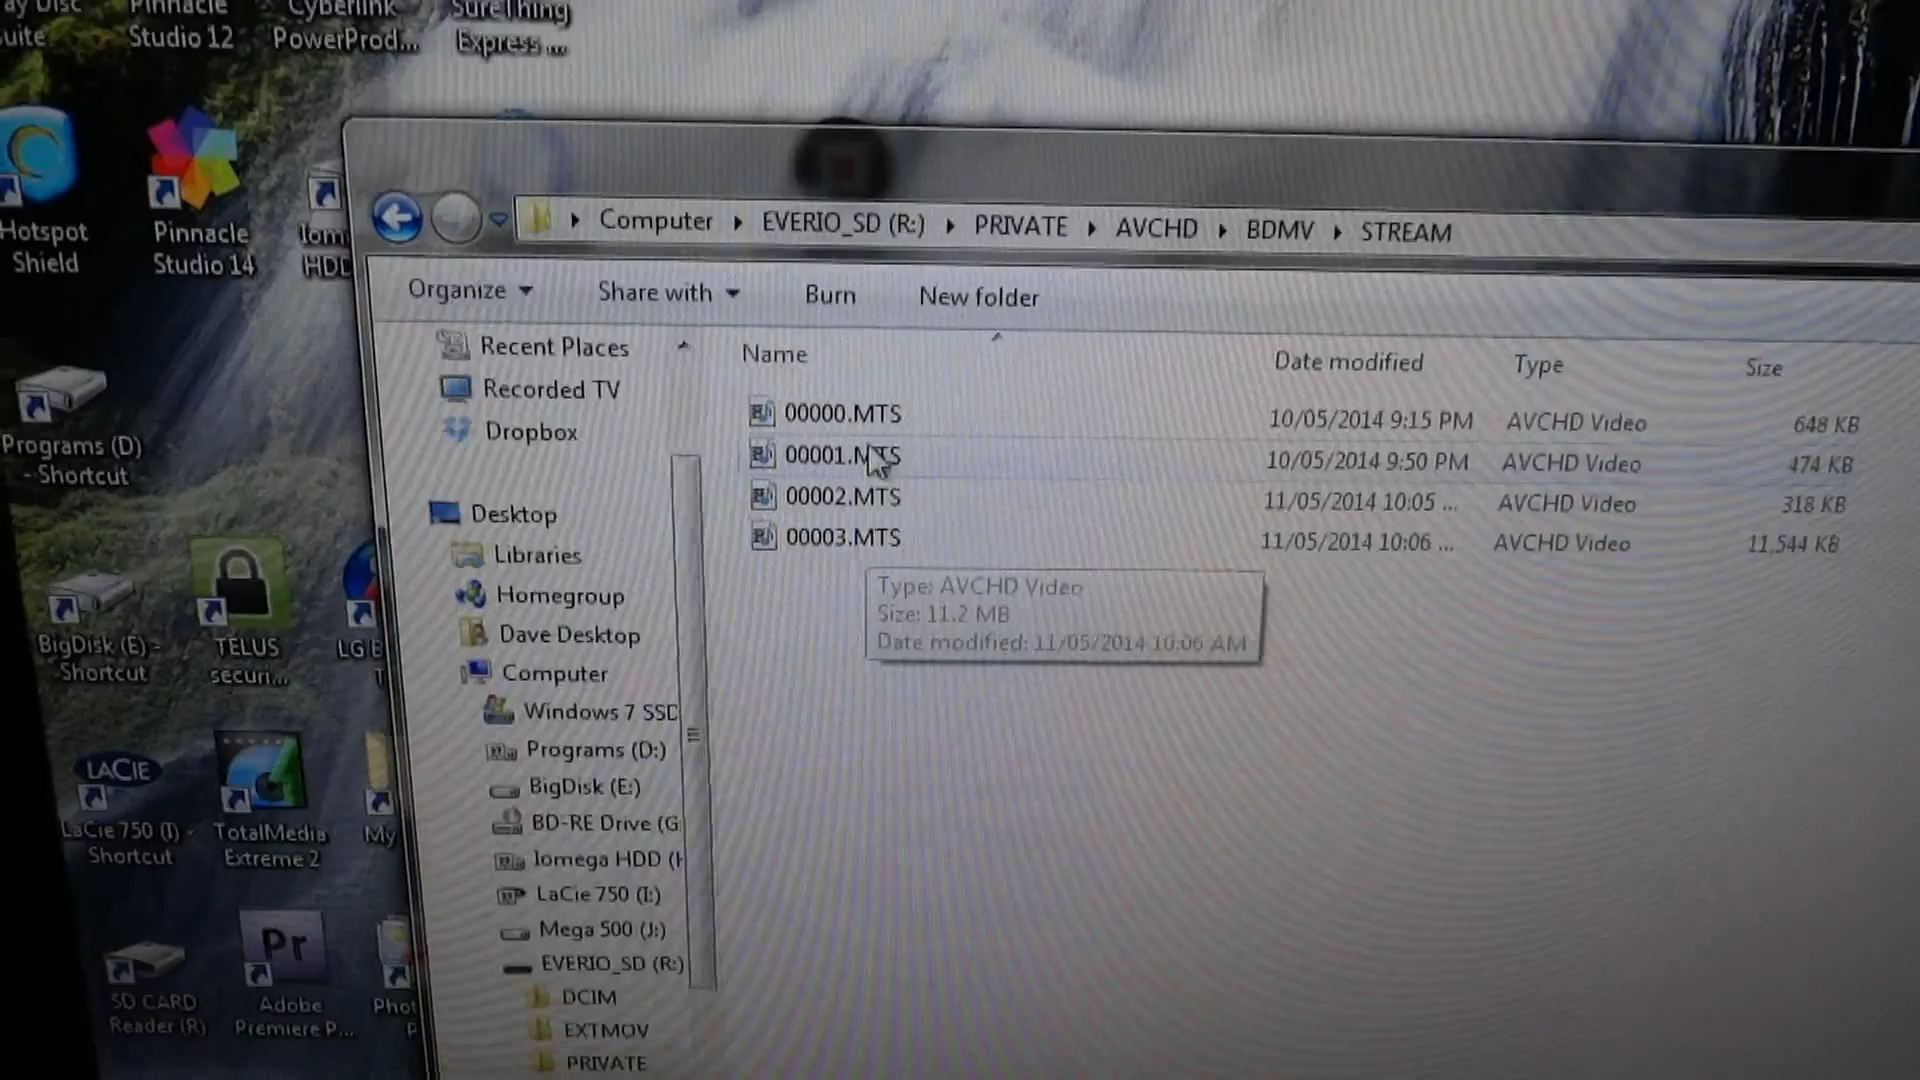 ay Disc
uite
Pinnacle
Studio 12
Cyberlink
PowerProd...
SureThing
Express ...
Hotspot
Shield
Pinnacle
Studio 14
Iom
HDD
Programs (D)
- Shortcut
BigDisk (E) -
Shortcut
TELUS
securi...
LG B
T
LACIE
LaCie 750 (I) -
Shortcut
TotalMedia
Extreme 2
My
SD CARD
Reader (R)
Pr
Adobe
Premiere P...
Phot
P
Computer EVERIO_SD (R:) PRIVATE AVCHD BDMV STREAM
Organize Share with Burn New folder
Recent Places
Recorded TV
Dropbox
Desktop
Libraries
Homegroup
Dave Desktop
Computer
Windows 7 SSD
Programs (D:)
BigDisk (E:)
BD-RE Drive (G
Iomega HDD (H
LaCie 750 (I:)
Mega 500 (J:)
EVERIO_SD (R:)
DCIM
EXTMOV
PRIVATE
Name Date modified Type Size
00000.MTS 10/05/2014 9:15 PM AVCHD Video 648 KB
00001.MTS 10/05/2014 9:50 PM AVCHD Video 474 KB
00002.MTS 11/05/2014 10:05 ... AVCHD Video 318 KB
00003.MTS 11/05/2014 10:06 ... AVCHD Video 11,544 KB
Type: AVCHD Video
Size: 11.2 MB
Date modified: 11/05/2014 10:06 AM